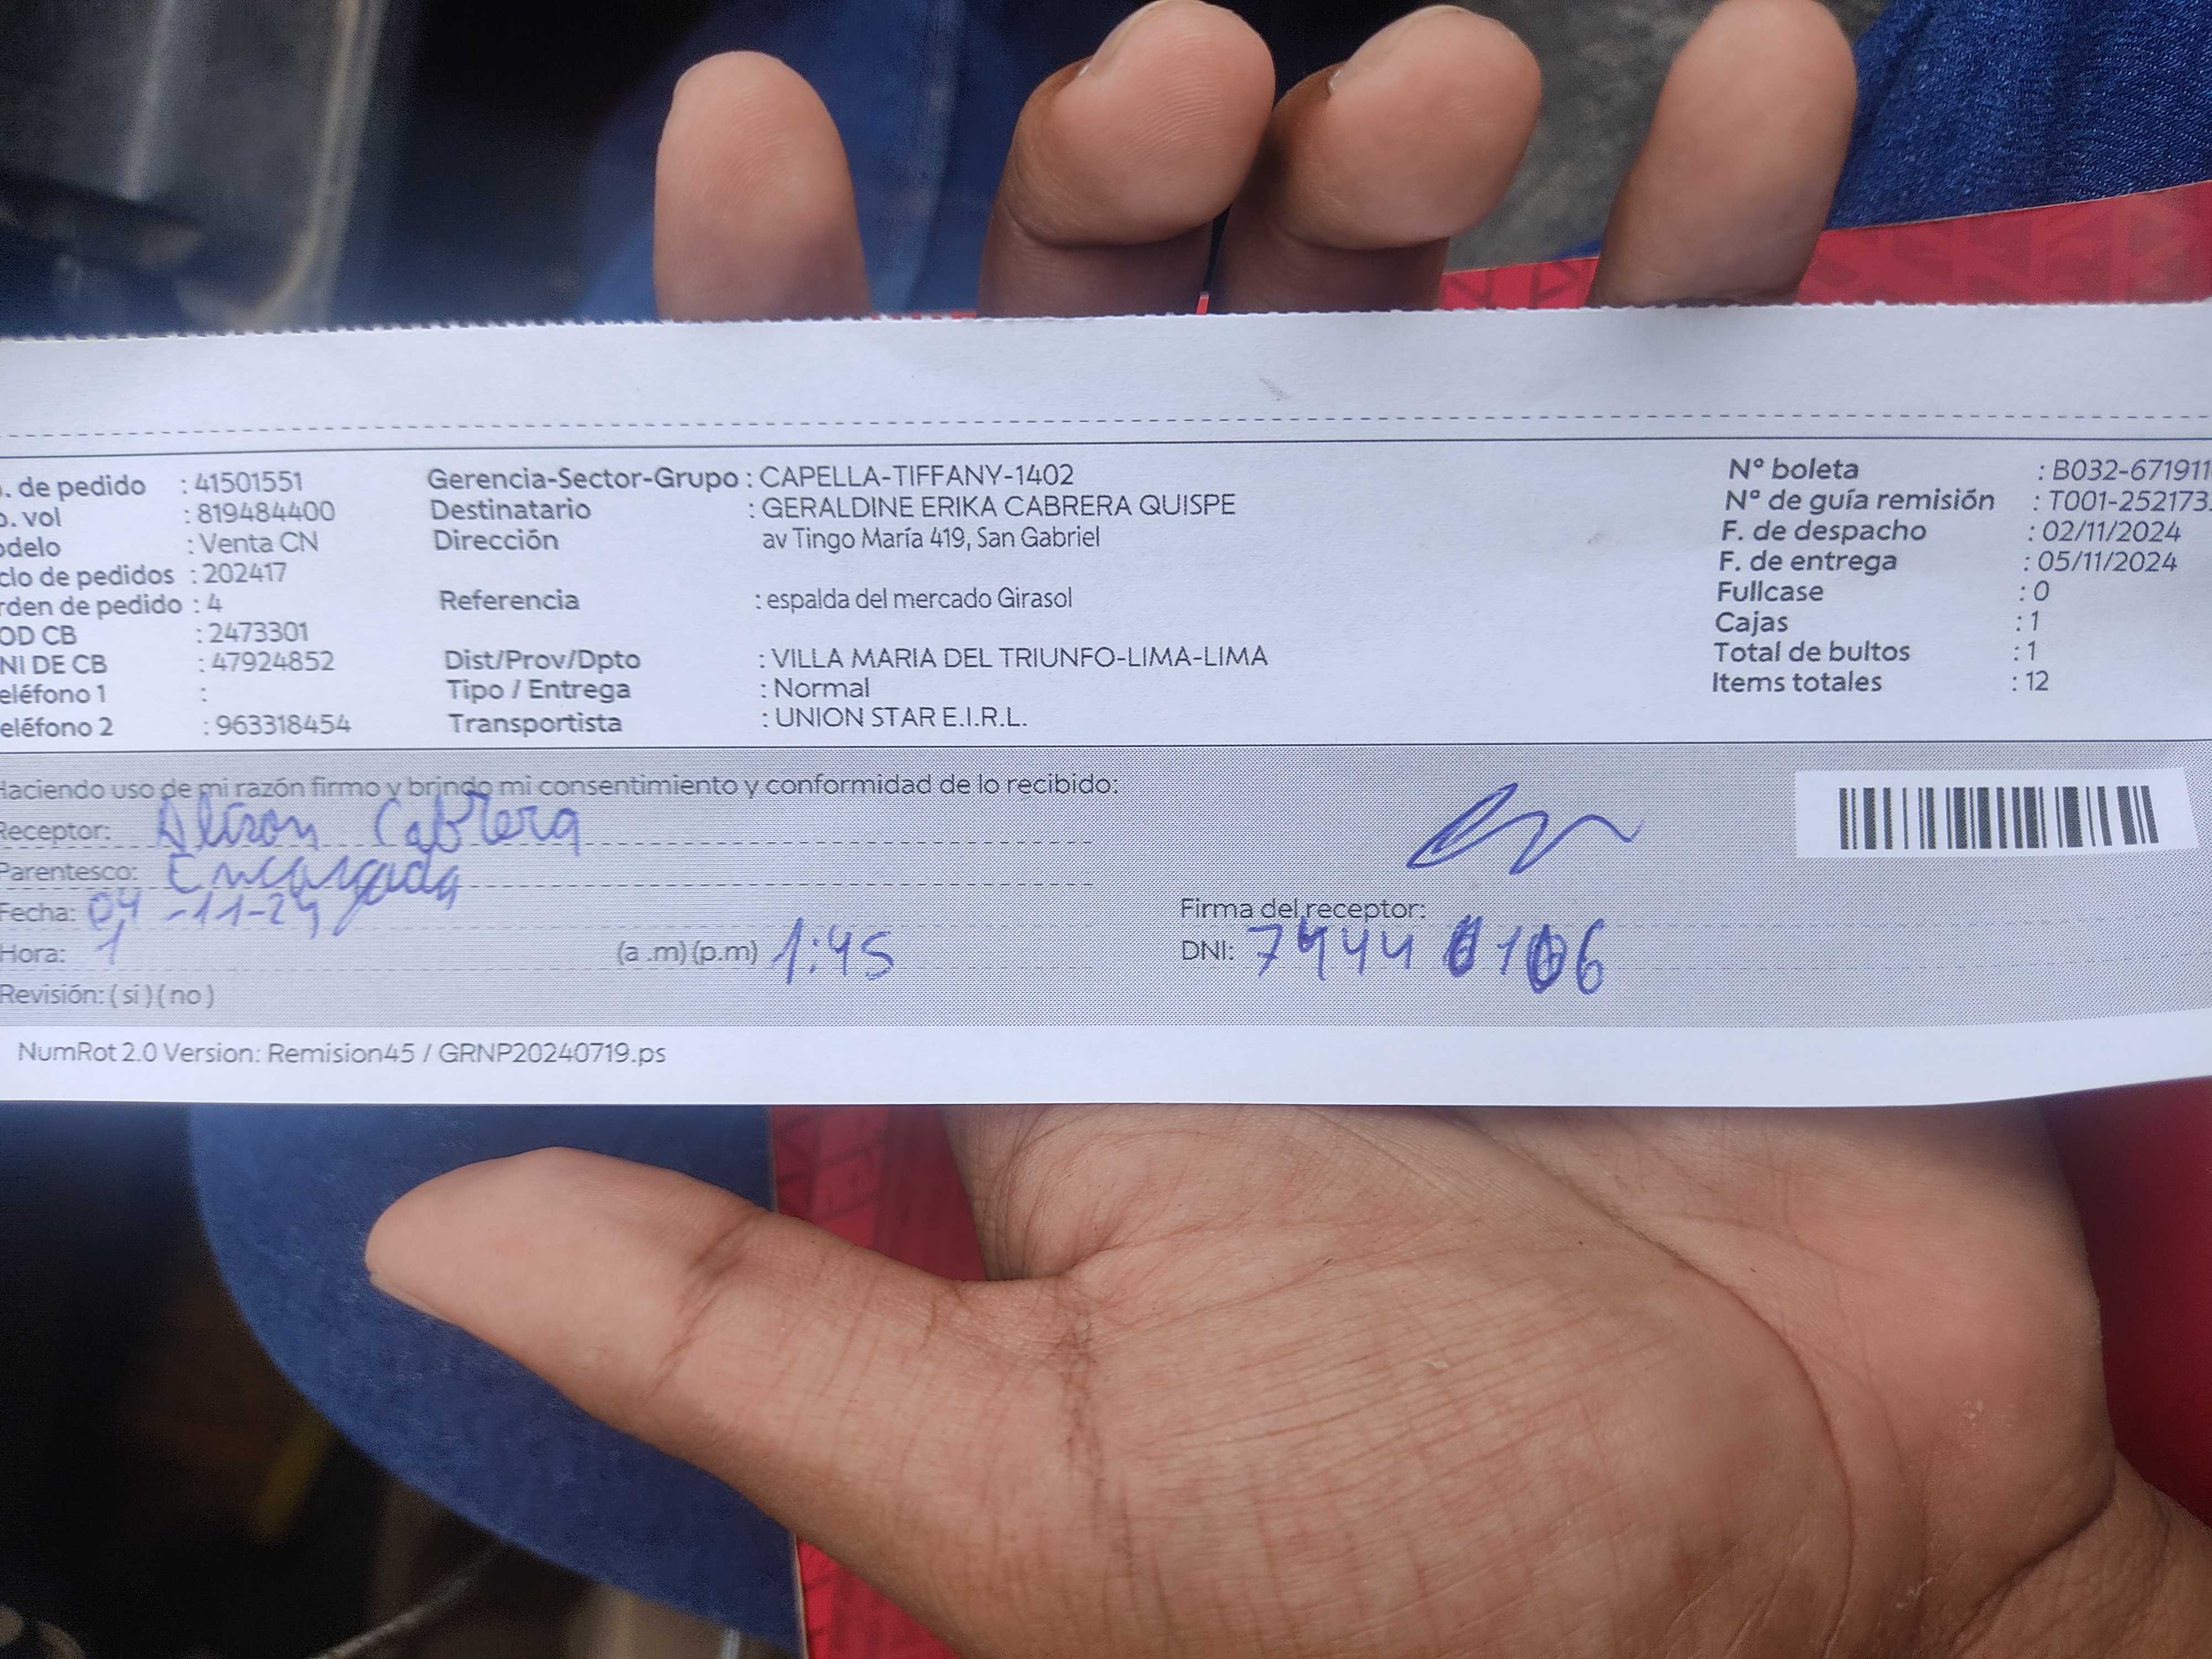 . de pedido : 41501551 Gerencia-Sector-Grupo : CAPELLA-TIFFANY-1402 Nº boleta : B032-671911
o. vol : 819484400 Destinatario : GERALDINE ERIKA CABRERA QUISPE Nº de guía remisión : T001-252173
odelo : Venta CN Dirección av Tingo María 419, San Gabriel F. de despacho : 02/11/2024
clo de pedidos : 202417 F. de entrega : 05/11/2024
rden de pedido : 4 Referencia : espalda del mercado Girasol Fullcase : 0
OD CB : 2473301 Cajas : 1
NI DE CB : 47924852 Dist/Prov/Dpto : VILLA MARIA DEL TRIUNFO-LIMA-LIMA Total de bultos : 1
eléfono 1 : Tipo / Entrega : Normal Items totales : 12
eléfono 2 : 963318454 Transportista : UNION STAR E.I.R.L.
Haciendo uso de mi razón firmo y brindo mi consentimiento y conformidad de lo recibido:
Receptor: Alison Cabrera
Parentesco: Encargada
Fecha: 04-11-24 Firma del receptor:
Hora: 1 (a .m) (p.m) 1:45 DNI:
Revisión: ( si ) ( no )
NumRot 2.0 Version: Remision45 / GRNP20240719.ps